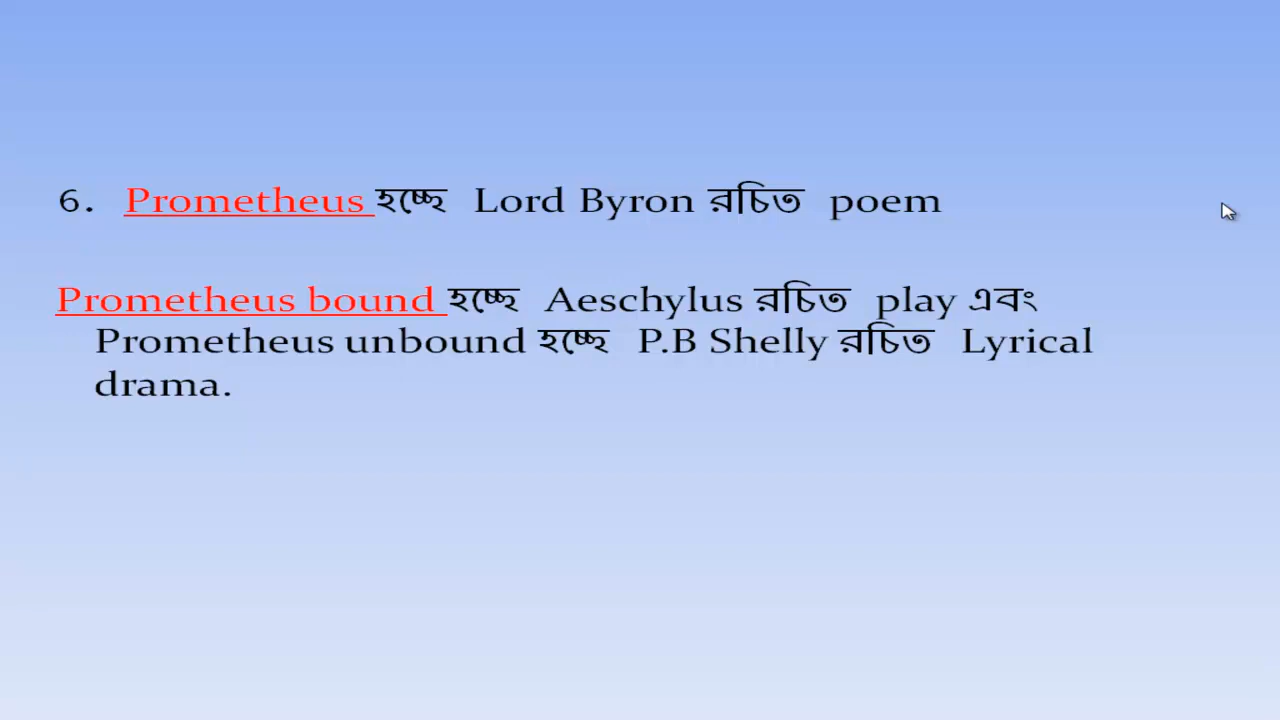 6. Prometheus হচ্ছে Lord Byron রচিত poem
Prometheus bound হচ্ছে Aeschylus রচিত play এবং
Prometheus unbound হচ্ছে P.B Shelly রচিত Lyrical
drama.